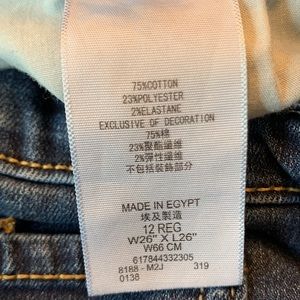 75%COTTON
23%POLYESTER
2%ELASTANE
EXCLUSIVE OF DECORATION
75%棉
23%聚酯纖維
2%彈性纖維
不包括裝飾部分
MADE IN EGYPT
埃及製造
12 REG
W26" X L26"
W66 CM
617844332305
8188 - M2J 319
0138